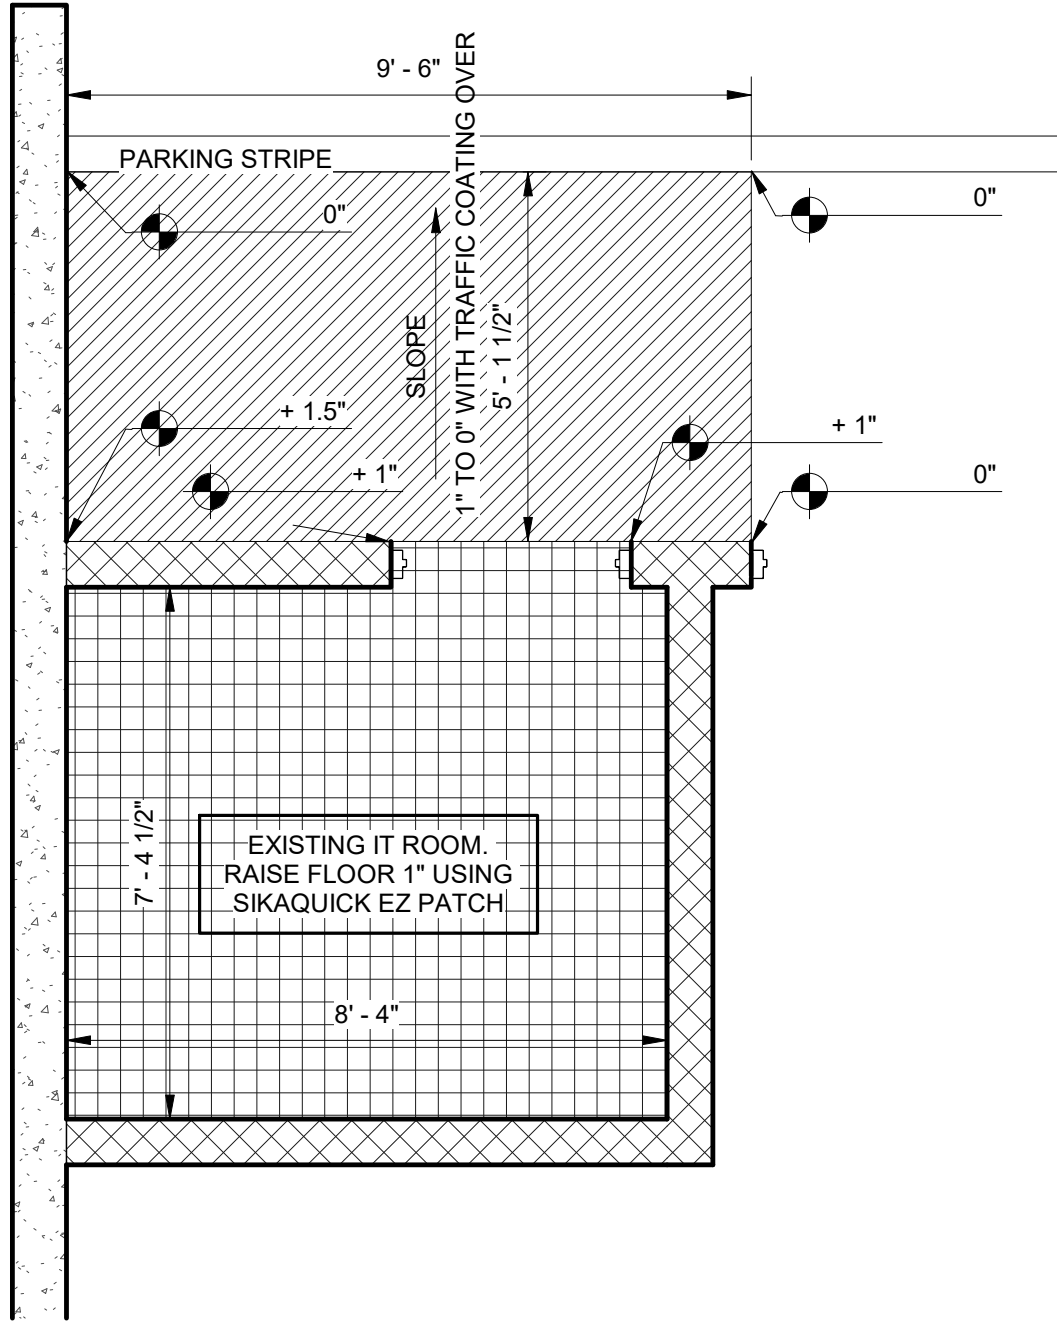 9' - 6"
PARKING STRIPE
0"
0"
SLOPE
1" TO 0" WITH TRAFFIC COATING OVER
5' - 1 1/2"
+ 1.5"
+ 1"
+ 1"
0"
7' - 4 1/2"
EXISTING IT ROOM.
RAISE FLOOR 1" USING
SIKAQUICK EZ PATCH
8' - 4"